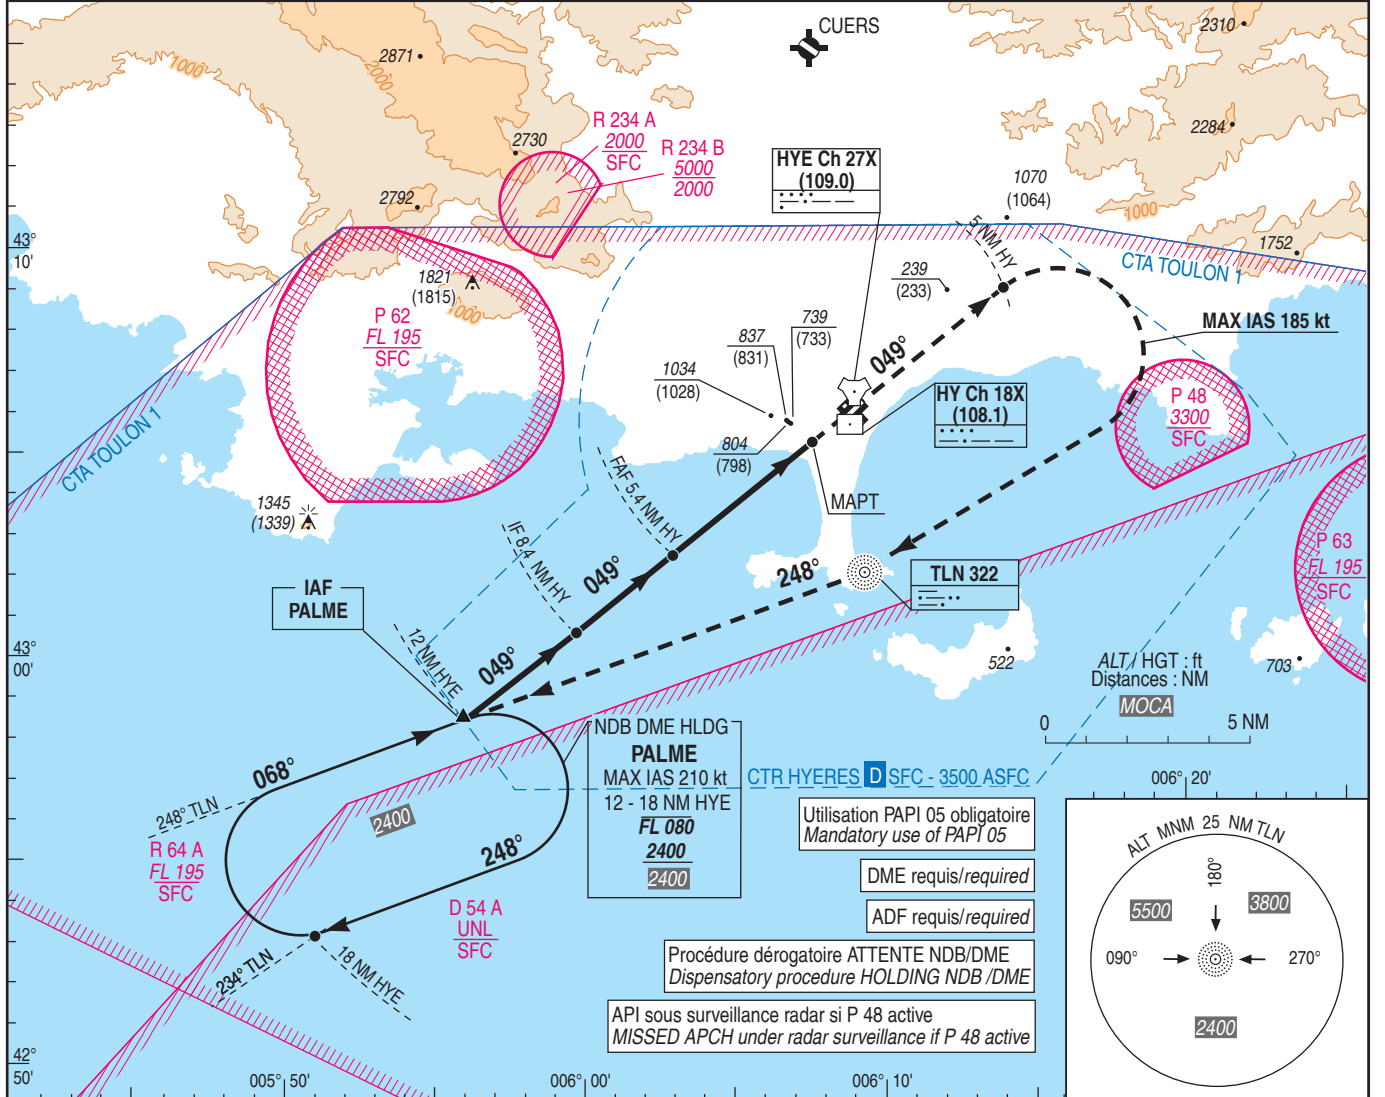 CUERS
2310
2871
1000
2000
2284
R 234 A
2000
SFC
2730
R 234 B
5000
2000
HYE Ch 27X
(109.0)
1070
(1064)
2792
1000
1752
43°
10'
5 NM HY
CTA TOULON 1
1821
(1815)
1000
239
(233)
P 62
FL 195
SFC
739
(733)
837
(831)
049°
MAX IAS 185 kt
1034
(1028)
HY Ch 18X
(108.1)
P 48
3300
SFC
CTA TOULON 1
804
(798)
FAF 5.4 NM HY
MAPT
1345
(1339)
IF 8.4 NM HY
P 63
FL 195
SFC
IAF
PALME
049°
248°
TLN 322
12 NM HYE
049°
43°
00'
522
ALT / HGT : ft
Distances : NM
MOCA
703
0 5 NM
NDB DME HLDG
PALME
MAX IAS 210 kt
12 - 18 NM HYE
FL 080
2400
2400
CTR HYERES D SFC - 3500 ASFC
006° 20'
068°
248° TLN
2400
248°
R 64 A
FL 195
SFC
D 54 A
UNL
SFC
234° TLN
18 NM HYE
Utilisation PAPI 05 obligatoire
Mandatory use of PAPI 05
DME requis/required
ADF requis/required
Procédure dérogatoire ATTENTE NDB/DME
Dispensatory procedure HOLDING NDB /DME
API sous surveillance radar si P 48 active
MISSED APCH under radar surveillance if P 48 active
ALT MNM 25 NM TLN
180°
5500
3800
090°
270°
2400
42°
50'
005° 50'
006° 00'
006° 10'